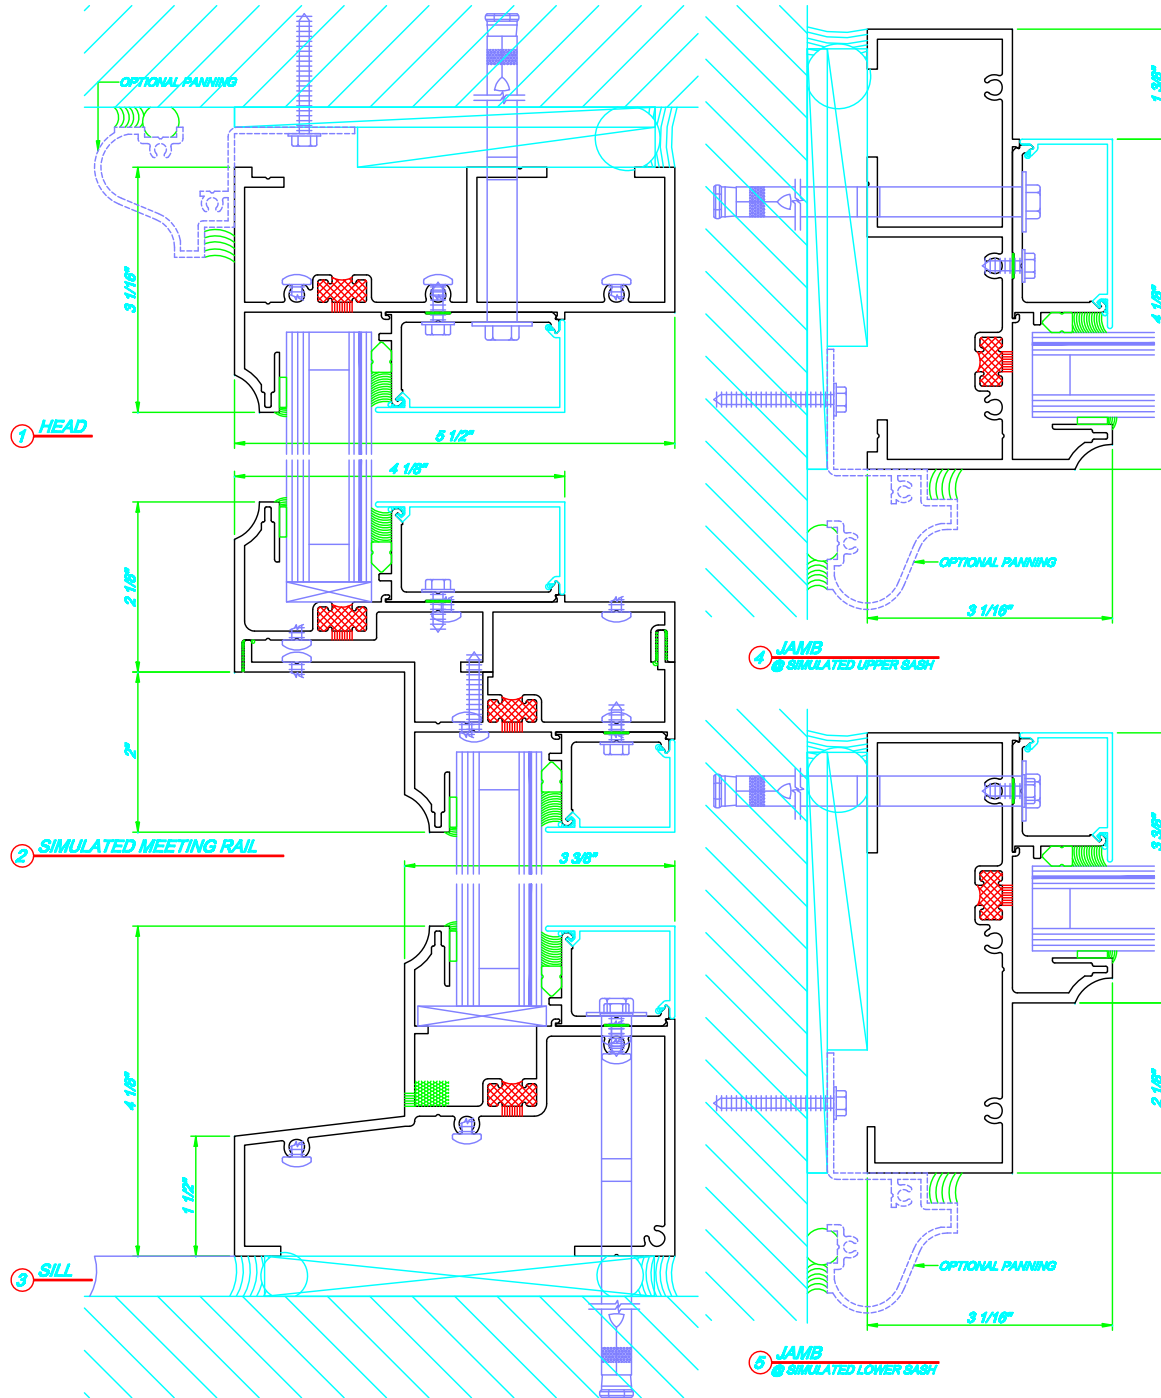 OPTIONAL PANNING
3 1/16"
1 HEAD
5 1/2"
4 1/8"
2 1/8"
2"
2 SIMULATED MEETING RAIL
3 3/8"
4 1/8"
1 1/2"
3 SILL
1 3/8"
4 1/8"
OPTIONAL PANNING
3 1/16"
4 JAMB
@ SIMULATED UPPER SASH
3 3/8"
2 1/8"
OPTIONAL PANNING
3 1/16"
5 JAMB
@ SIMULATED LOWER SASH